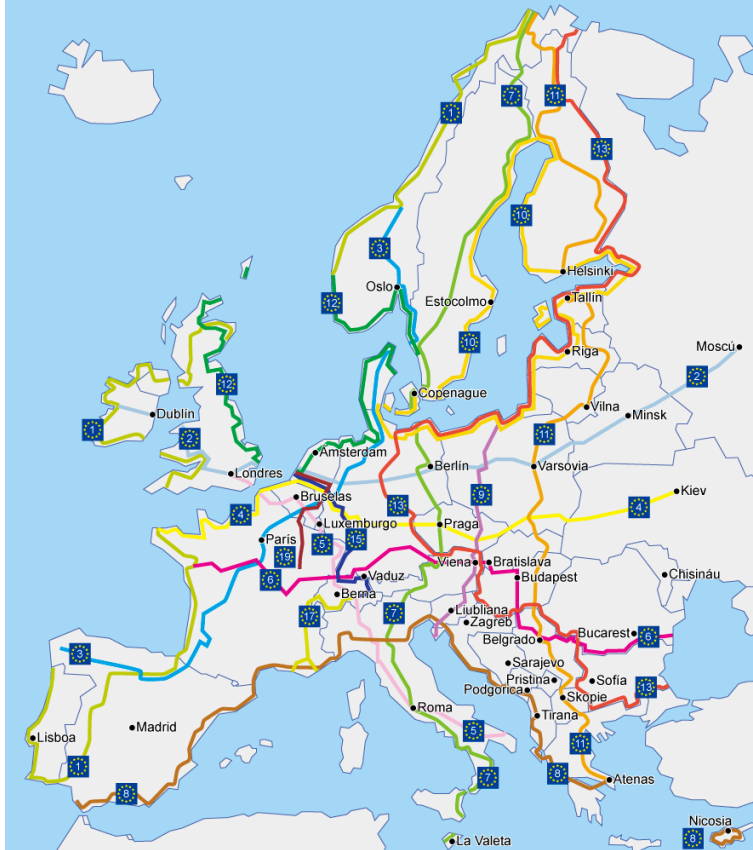 1
7
11
13
3
10
Helsinki
Oslo
12
Estocolmo
Tallín
10
Moscú
Riga
2
12
Copenague
Dublín
Vilna
Minsk
1
2
11
Amsterdam
Londres
Berlín
Varsovia
9
Bruselas
Kiev
13
4
4
Luxemburgo
Praga
París
5
15
19
Viena
Bratislava
6
Vaduz
Budapest
Chisináu
Berna
17
7
Liubliana
Zagreb
Bucarest
6
Belgrado
3
Sarajevo
Pristina
Sofía
13
Podgorica
Skopie
Roma
Tirana
Madrid
Lisboa
5
11
1
7
8
Atenas
8
Nicosia
8
La Valeta